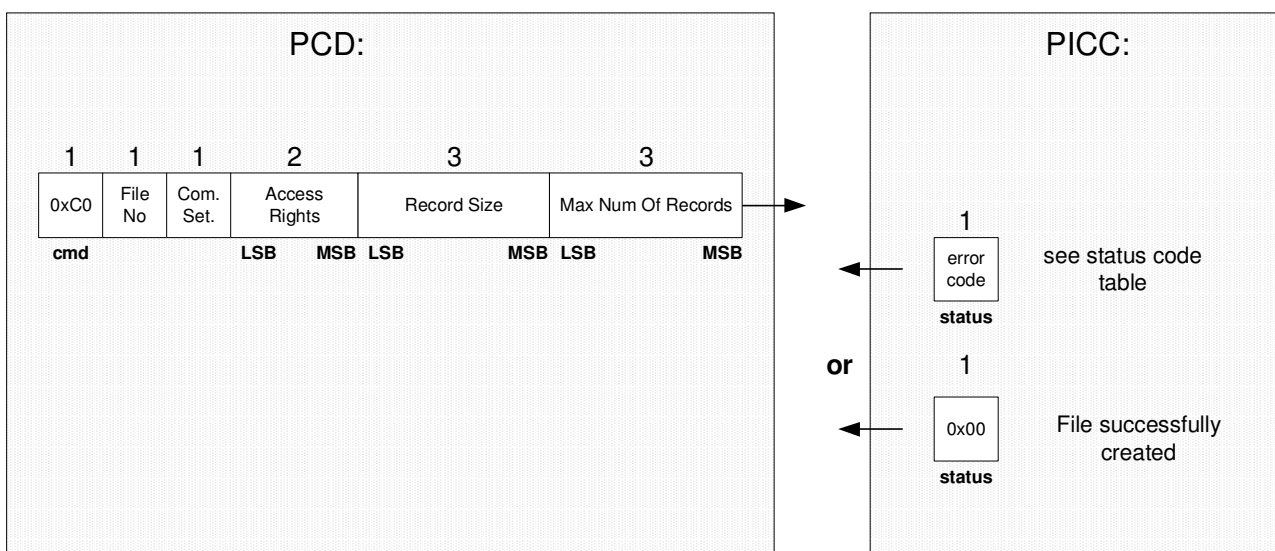 PCD:
PICC:
1 1 1 2 3 3
0xC0 File No Com. Set. Access Rights Record Size Max Num Of Records
cmd LSB MSB LSB MSB LSB MSB
1
error code
see status code table
status
or
1
0x00
File successfully created
status